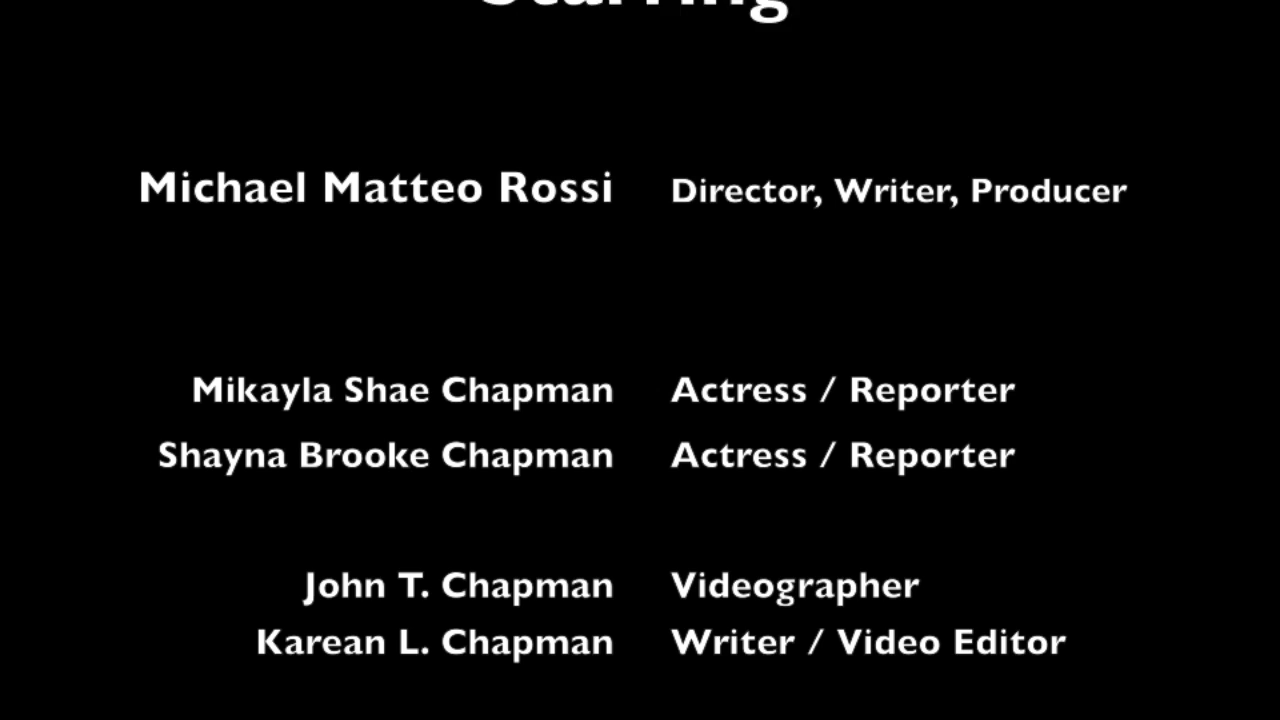 Starring
Michael Matteo Rossi Director, Writer, Producer
Mikayla Shae Chapman Actress / Reporter
Shayna Brooke Chapman Actress / Reporter
John T. Chapman Videographer
Karean L. Chapman Writer / Video Editor